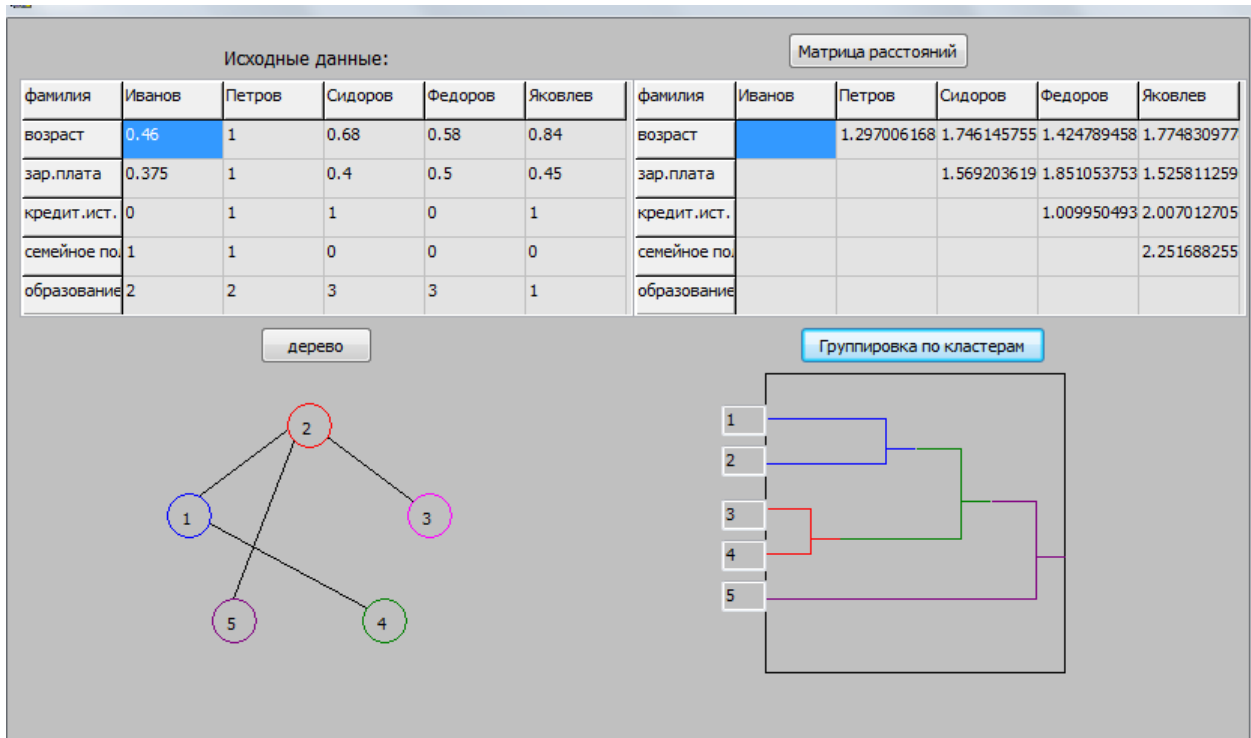 Матрица расстояний
Исходные данные:
фамилия Иванов Петров Сидоров Федоров Яковлев
возраст 0.46 1 0.68 0.58 0.84
зар.плата 0.375 1 0.4 0.5 0.45
кредит.ист. 0 1 1 0 1
семейное пол 1 1 0 0 0
образование 2 2 3 3 1
фамилия Иванов Петров Сидоров Федоров Яковлев
возраст 1.297006168 1.746145755 1.424789458 1.774830977
зар.плата 1.569203619 1.851053753 1.525811259
кредит.ист. 1.009950493 2.007012705
семейное пол 2.251688255
образование
дерево
Группировка по кластерам
2
1
3
5
4
1
2
3
4
5